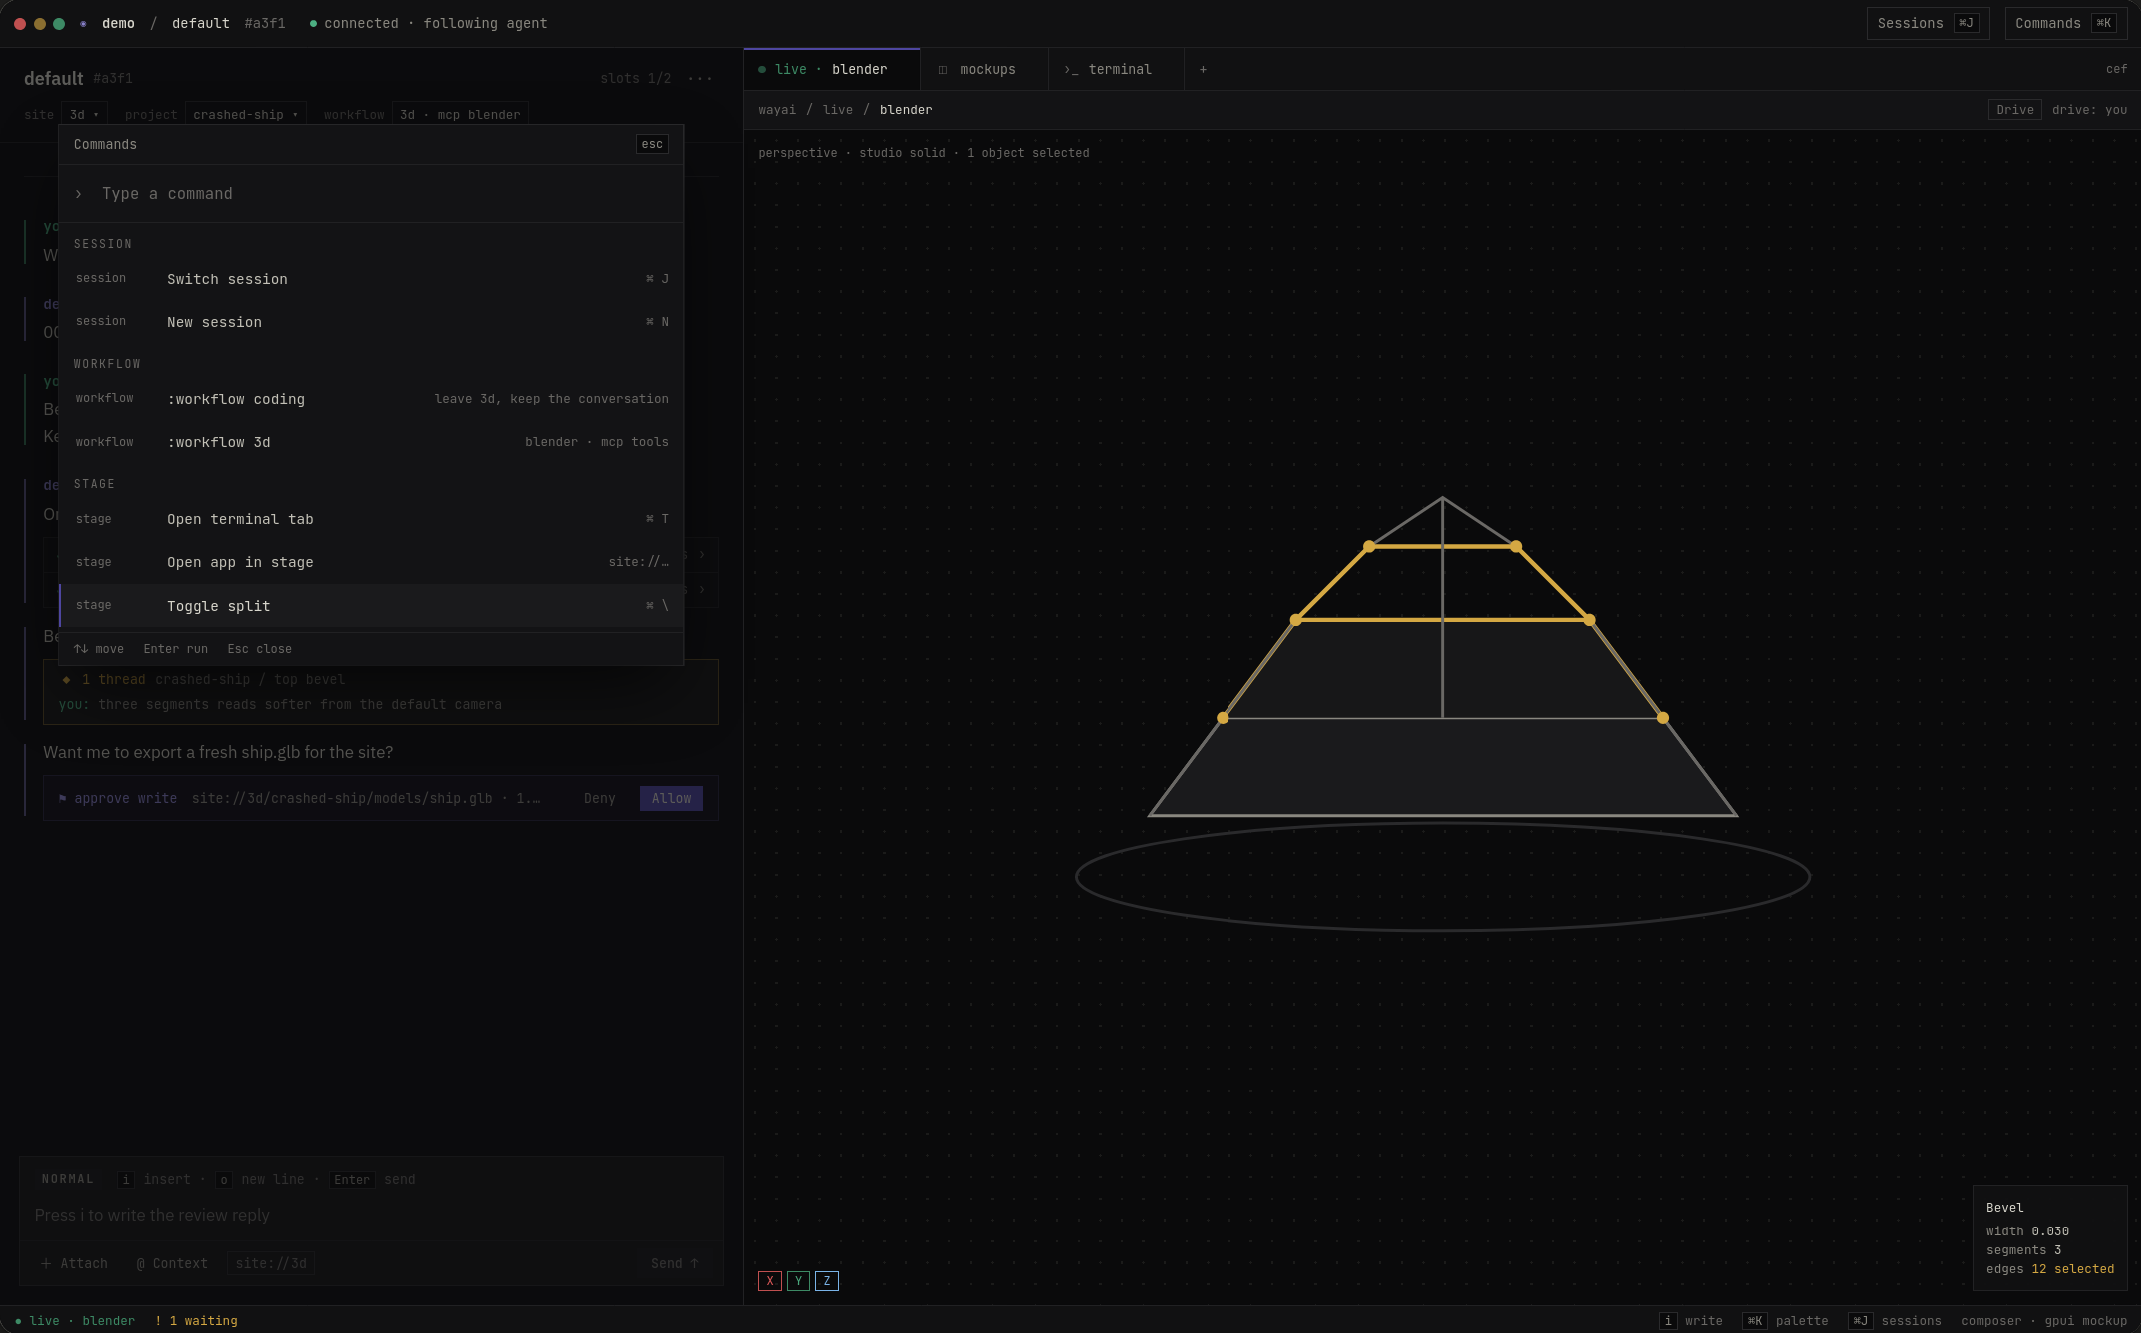 demo / default #a3f1 connected · following agent Sessions ⌘J Commands ⌘K
default #a3f1 slots 1/2 ···
site 3d ▾ project crashed-ship ▾ workflow 3d · mcp blender
Commands esc
› Type a command
SESSION
session Switch session ⌘ J
session New session ⌘ N
WORKFLOW
workflow :workflow coding leave 3d, keep the conversation
workflow :workflow 3d blender · mcp tools
STAGE
stage Open terminal tab ⌘ T
stage Open app in stage site://…
stage Toggle split ⌘ \
↑↓ move Enter run Esc close
◆ 1 thread crashed-ship / top bevel
you: three segments reads softer from the default camera
Want me to export a fresh ship.glb for the site?
⚑ approve write site://3d/crashed-ship/models/ship.glb · 1.… Deny Allow
NORMAL i insert · o new line · Enter send
Press i to write the review reply
+ Attach @ Context site://3d Send ↑
live · blender mockups ›_ terminal + cef
wayai / live / blender Drive drive: you
perspective · studio solid · 1 object selected
Bevel
width 0.030
segments 3
edges 12 selected
X Y Z
● live · blender ! 1 waiting i write ⌘K palette ⌘J sessions composer · gpui mockup